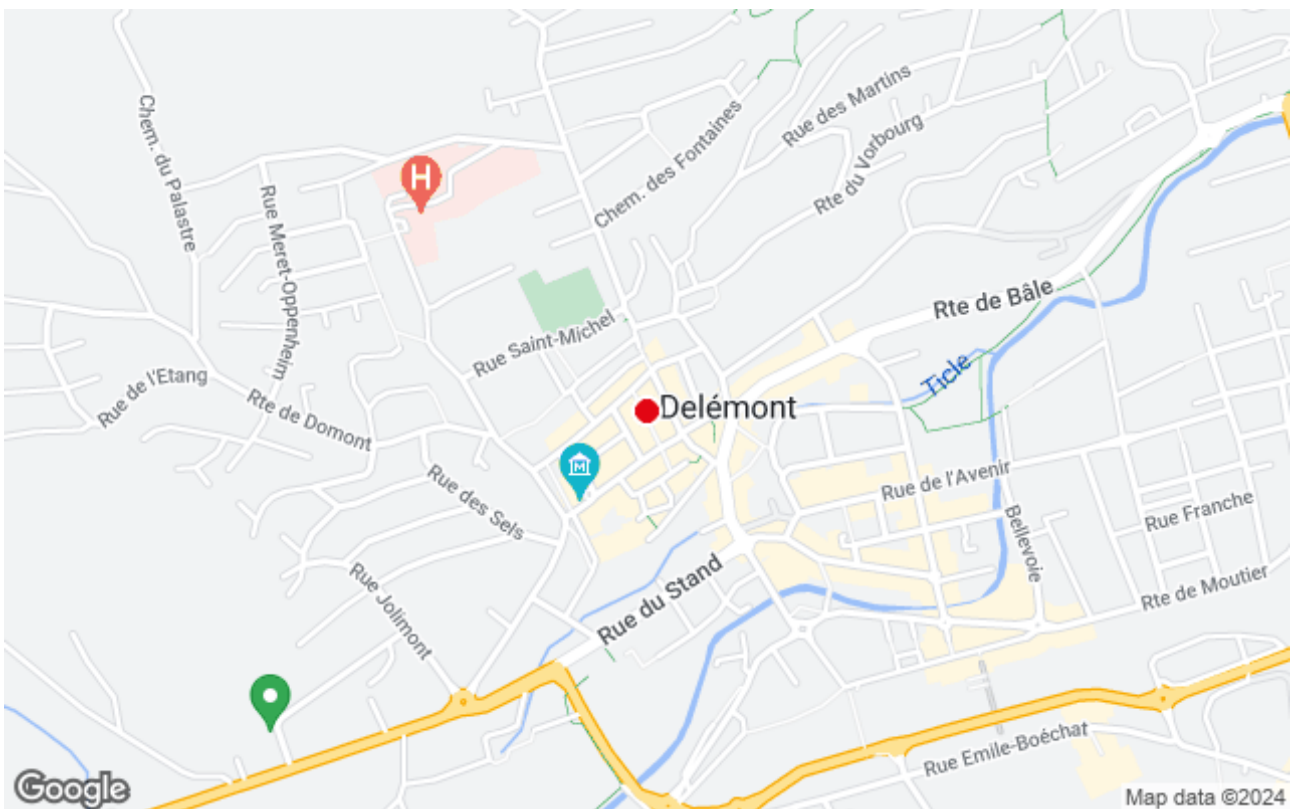 Chem. du Palastre
Rue Meret-Oppenheim
H
Chem. des Fontaines
Rue des Martins
Rte du Vorbourg
Rte de Bâle
Rue Saint-Michel
Ticle
Rue de l'Etang
Rte de Domont
Delémont
M
Rue des Sels
Rue de l'Avenir
Bellevoie
Rue Franche
Rue Jolimont
Rue du Stand
Rte de Moutier
Rue Emile-Boéchat
Google
Map data ©2024